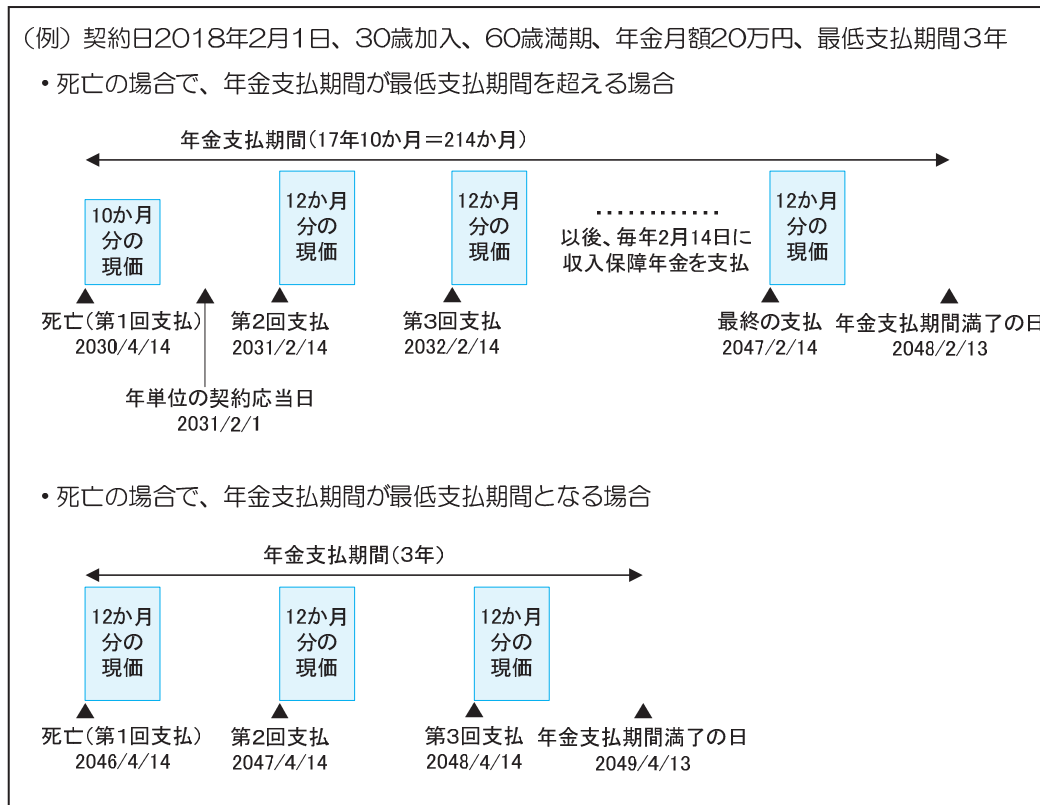 (例) 契約日2018年2月1日、30歳加入、60歳満期、年金月額20万円、最低支払期間3年
・死亡の場合で、年金支払期間が最低支払期間を超える場合
年金支払期間(17年10か月=214か月)
10か月
分の
現価
12か月
分の
現価
12か月
分の
現価
…………
以後、毎年2月14日に
収入保障年金を支払
12か月
分の
現価
死亡(第1回支払)
2030/4/14
第2回支払
2031/2/14
第3回支払
2032/2/14
最終の支払
2047/2/14
年金支払期間満了の日
2048/2/13
年単位の契約応当日
2031/2/1
・死亡の場合で、年金支払期間が最低支払期間となる場合
年金支払期間(3年)
12か月
分の
現価
12か月
分の
現価
12か月
分の
現価
死亡(第1回支払)
2046/4/14
第2回支払
2047/4/14
第3回支払
2048/4/14
年金支払期間満了の日
2049/4/13